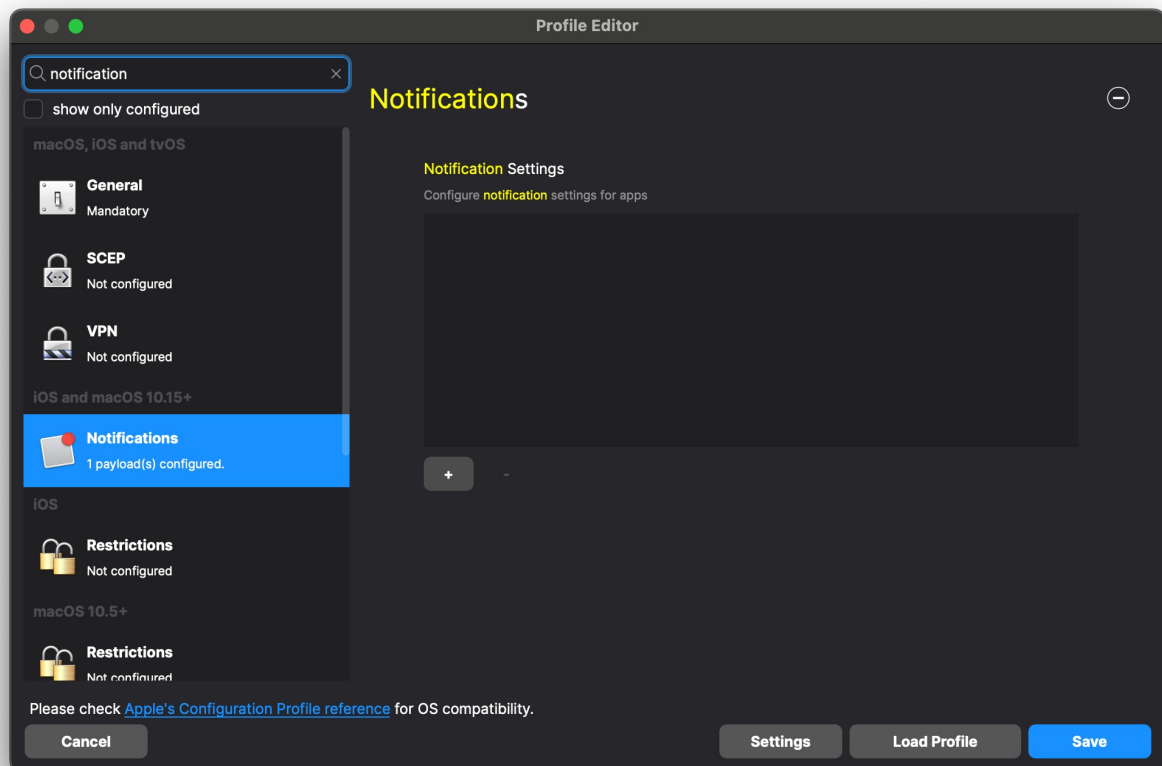 Profile Editor
notification
show only configured
macOS, iOS and tvOS
General
Mandatory
SCEP
Not configured
VPN
Not configured
iOS and macOS 10.15+
Notifications
1 payload(s) configured.
iOS
Restrictions
Not configured
macOS 10.5+
Restrictions
Not configured
Notifications
Notification Settings
Configure notification settings for apps
+
-
Please check Apple's Configuration Profile reference for OS compatibility.
Cancel
Settings
Load Profile
Save